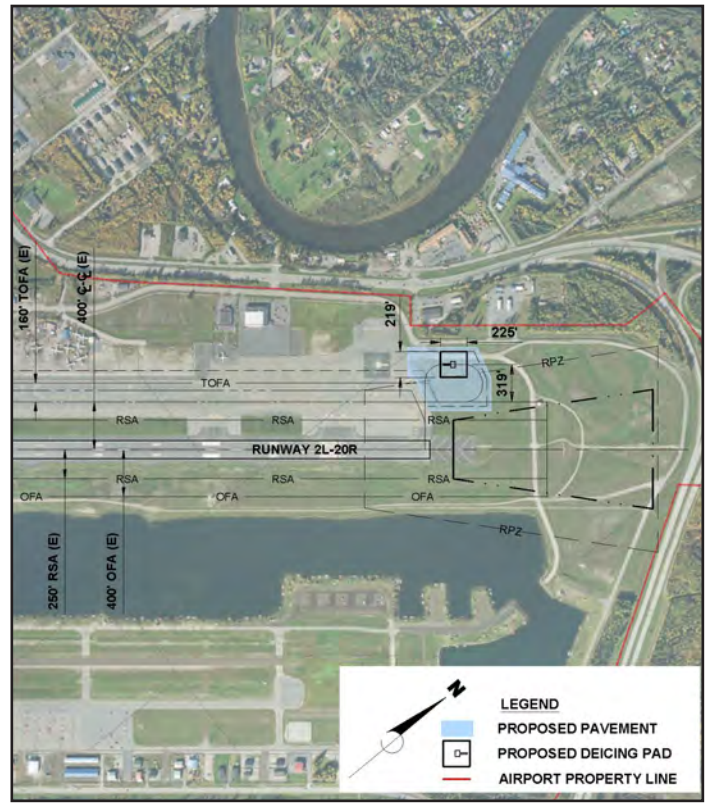 160' TOFA (E)
400' ℄-℄ (E)
219'
225'
319'
RPZ
TOFA
RSA RSA RSA
RUNWAY 2L-20R
RSA RSA RSA
OFA OFA OFA
RPZ
250' RSA (E)
400' OFA (E)
N
LEGEND
PROPOSED PAVEMENT
PROPOSED DEICING PAD
AIRPORT PROPERTY LINE